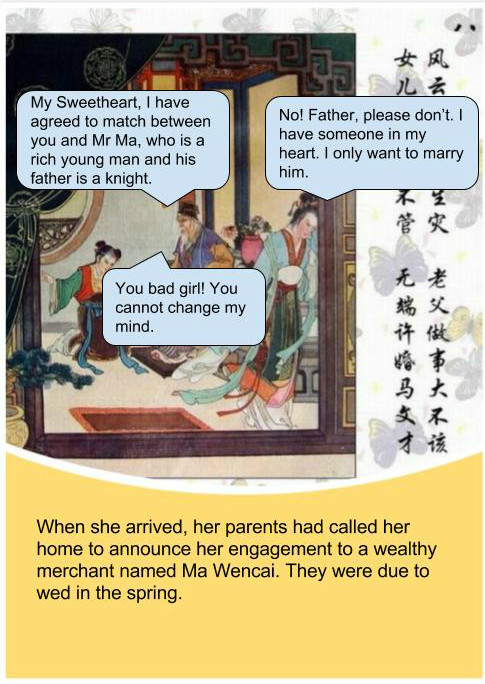 My Sweetheart, I have
agreed to match between
you and Mr Ma, who is a
rich young man and his
father is a knight.
No! Father, please don't. I
have someone in my
heart. I only want to marry
him.
You bad girl! You
cannot change my
mind.
八
风云
生灾
老父做事大不该
女儿
不管
无端许婚马文才
When she arrived, her parents had called her
home to announce her engagement to a wealthy
merchant named Ma Wencai. They were due to
wed in the spring.